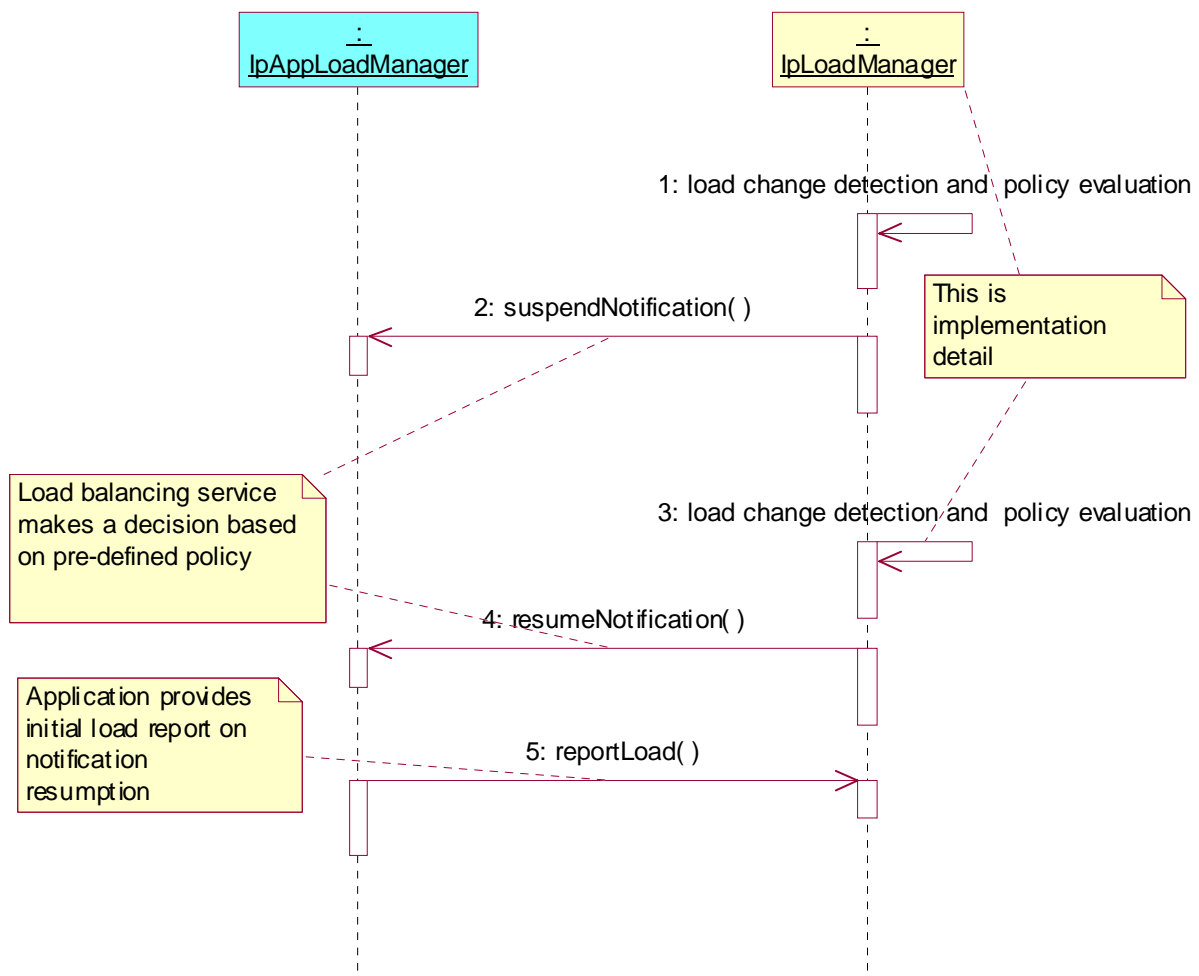 :
IpAppLoadManager
:
IpLoadManager
1: load change detection and policy evaluation
This is
implementation
detail
2: suspendNotification( )
Load balancing service
makes a decision based
on pre-defined policy
3: load change detection and policy evaluation
4: resumeNotification( )
Application provides
initial load report on
notification
resumption
5: reportLoad( )